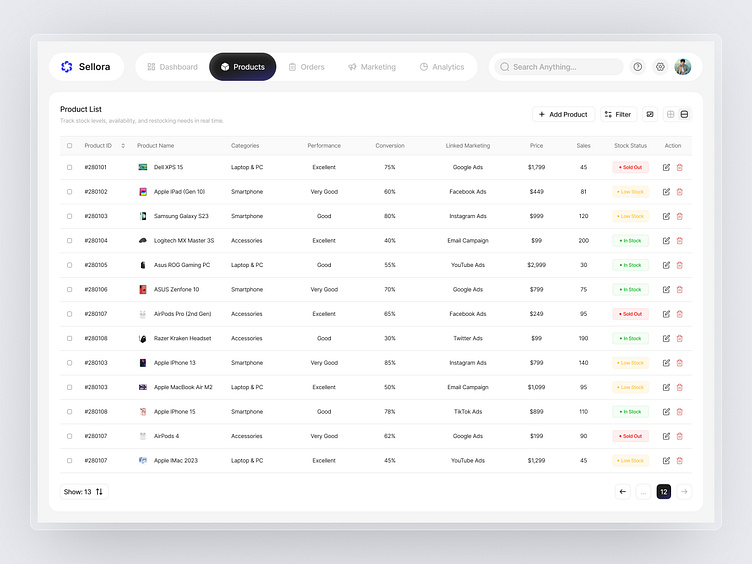 Sellora
Dashboard Products Orders Marketing Analytics
Search Anything...
Product List
Track stock levels, availability, and restocking needs in real time.
Add Product Filter
Product ID Product Name Categories Performance Conversion Linked Marketing Price Sales Stock Status Action
#280101 Dell XPS 15 Laptop & PC Excellent 75% Google Ads $1,799 45 Sold Out
#280102 Apple IPad (Gen 10) Smartphone Very Good 60% Facebook Ads $449 81 Low Stock
#280103 Samsung Galaxy S23 Smartphone Good 80% Instagram Ads $999 120 Low Stock
#280104 Logitech MX Master 3S Accessories Excellent 40% Email Campaign $99 200 In Stock
#280105 Asus ROG Gaming PC Laptop & PC Good 55% YouTube Ads $2,999 30 In Stock
#280106 ASUS Zenfone 10 Smartphone Very Good 70% Google Ads $799 75 In Stock
#280107 AirPods Pro (2nd Gen) Accessories Excellent 65% Facebook Ads $249 95 Sold Out
#280108 Razer Kraken Headset Accessories Good 30% Twitter Ads $99 190 In Stock
#280103 Apple IPhone 13 Smartphone Very Good 85% Instagram Ads $799 140 Low Stock
#280103 Apple MacBook Air M2 Laptop & PC Excellent 50% Email Campaign $1,099 95 Low Stock
#280108 Apple IPhone 15 Smartphone Good 78% TikTok Ads $899 110 In Stock
#280107 AirPods 4 Accessories Very Good 62% Google Ads $199 90 Sold Out
#280107 Apple IMac 2023 Laptop & PC Excellent 45% YouTube Ads $1,299 45 Low Stock
Show: 13 ... 12